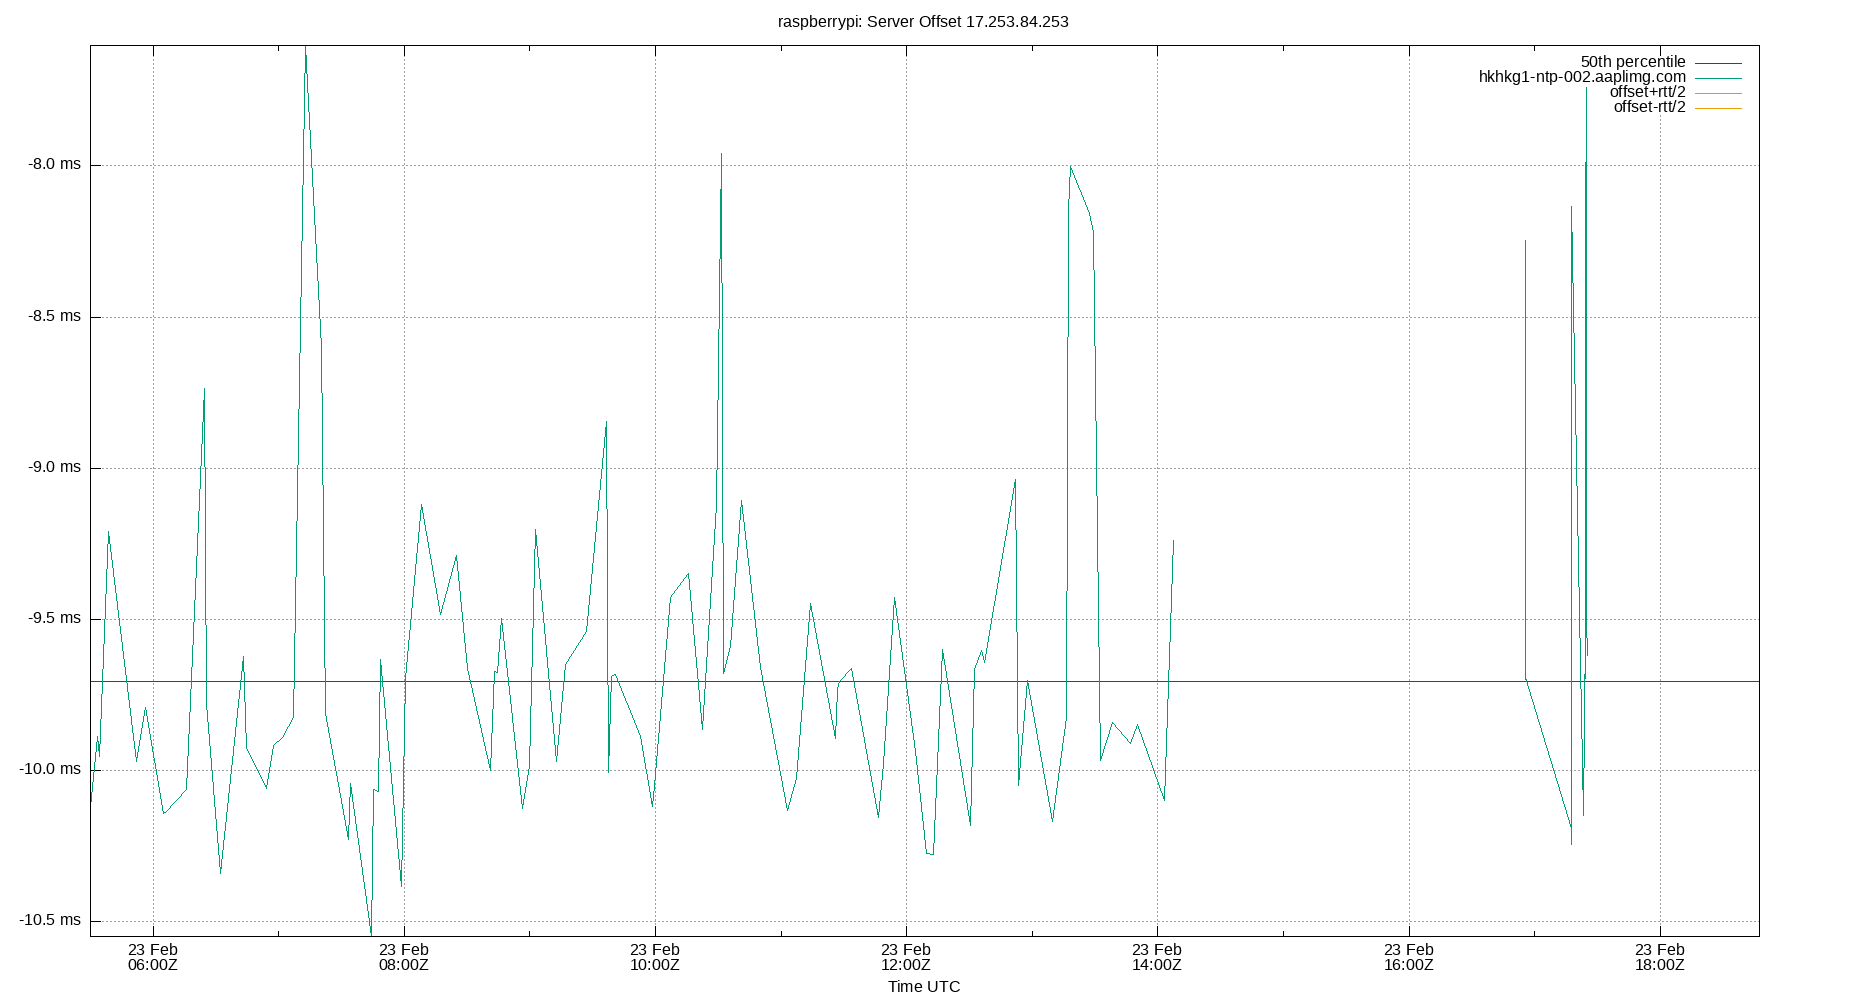 raspberrypi: Server Offset 17.253.84.253
50th percentile
hkhkg1-ntp-002.aaplimg.com
offset+rtt/2
offset-rtt/2
-8.0 ms
-8.5 ms
-9.0 ms
-9.5 ms
-10.0 ms
-10.5 ms
23 Feb 23 Feb 23 Feb 23 Feb 23 Feb 23 Feb 23 Feb
06:00Z 08:00Z 10:00Z 12:00Z 14:00Z 16:00Z 18:00Z
Time UTC